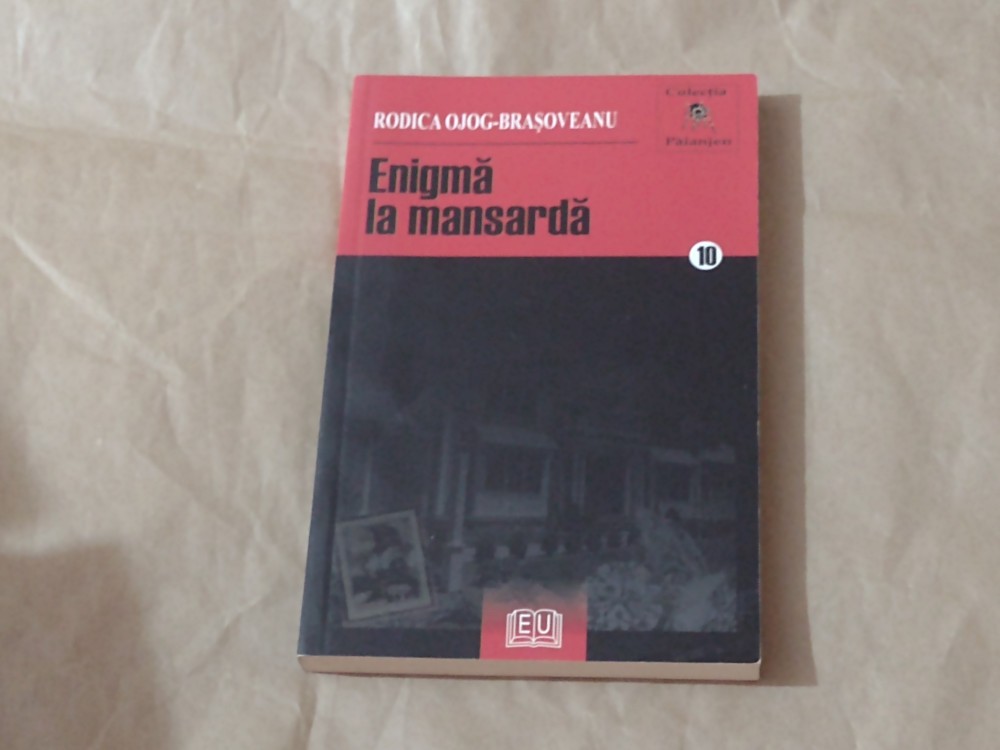 RODICA OJOG-BRAȘOVEANU
Colecția
Păianjen
Enigmă
la mansardă
10
EU